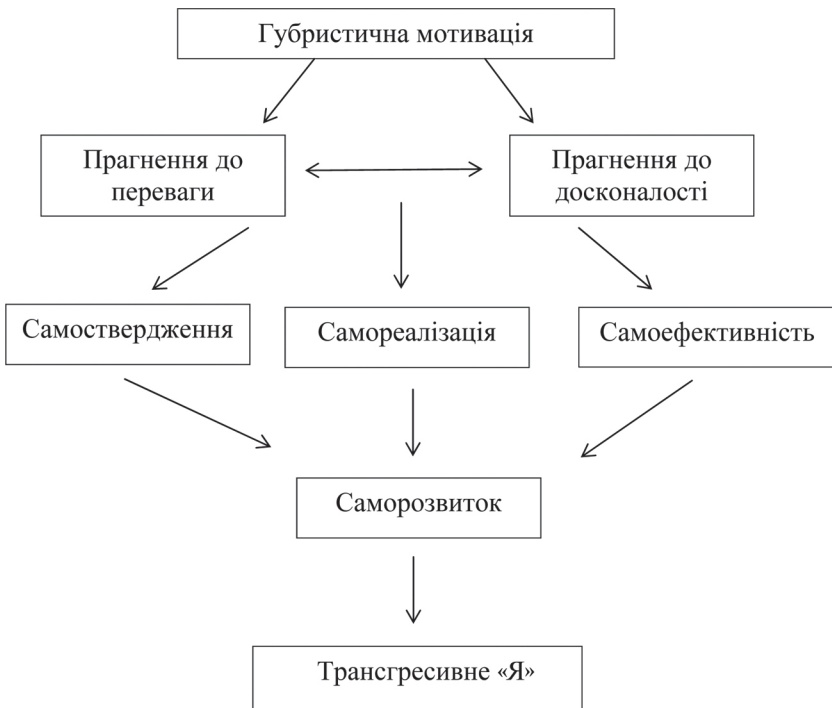 Губристична мотивація
Прагнення до
переваги
Прагнення до
досконалості
Самоствердження
Самореалізація
Самоефективність
Саморозвиток
Трансгресивне «Я»